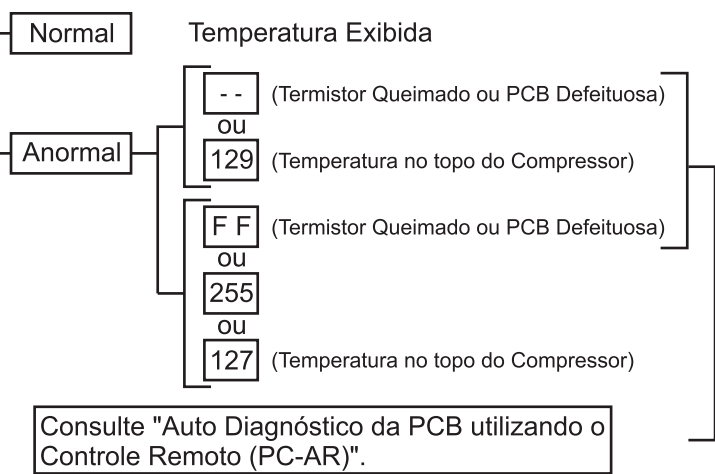 Normal Temperatura Exibida
- - (Termistor Queimado ou PCB Defeituosa)
ou
Anormal
129 (Temperatura no topo do Compressor)
F F (Termistor Queimado ou PCB Defeituosa)
ou
255
ou
127 (Temperatura no topo do Compressor)
Consulte "Auto Diagnóstico da PCB utilizando o
Controle Remoto (PC-AR)".